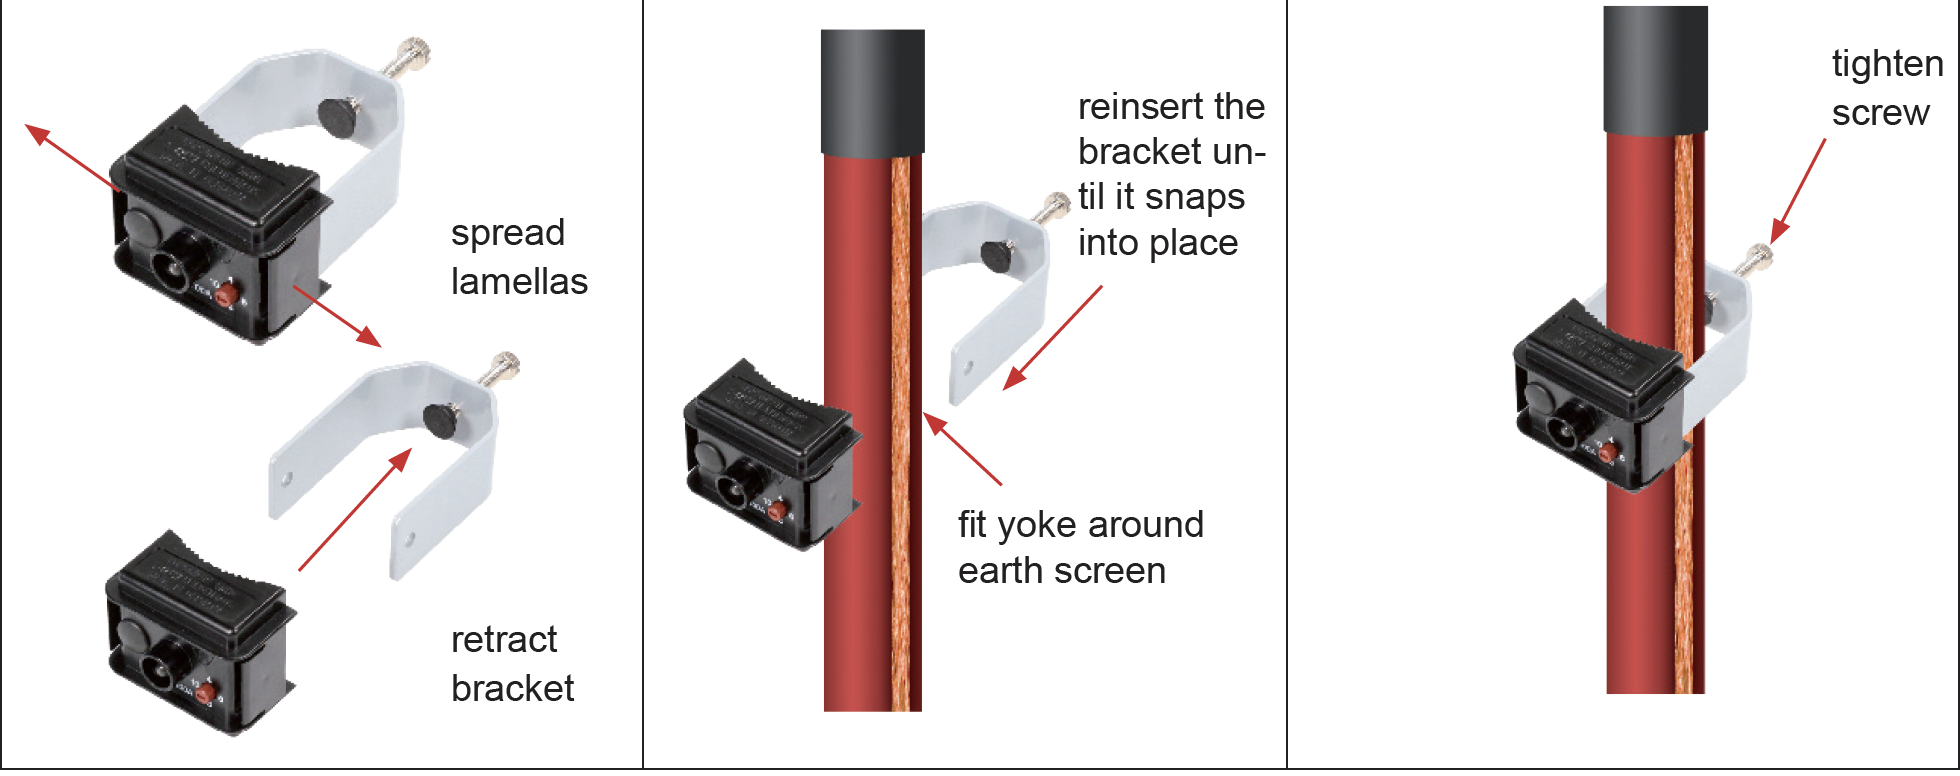 spread
lamellas
retract
bracket
reinsert the
bracket un-
til it snaps
into place
fit yoke around
earth screen
tighten
screw